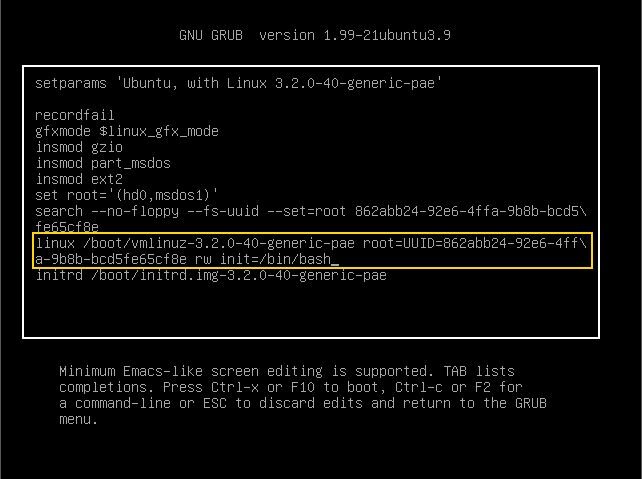 GNU GRUB  version 1.99-21ubuntu3.9
setparams 'Ubuntu, with Linux 3.2.0-40-generic-pae'
recordfail
gfxmode $linux_gfx_mode
insmod gzio
insmod part_msdos
insmod ext2
set root='(hd0,msdos1)'
search --no-floppy --fs-uuid --set=root 862abb24-92e6-4ffa-9b8b-bcd5\
fe65cf8e
linux /boot/vmlinuz-3.2.0-40-generic-pae root=UUID=862abb24-92e6-4ff\
a-9b8b-bcd5fe65cf8e rw init=/bin/bash_
initrd /boot/initrd.img-3.2.0-40-generic-pae
Minimum Emacs-like screen editing is supported. TAB lists
completions. Press Ctrl-x or F10 to boot, Ctrl-c or F2 for
a command-line or ESC to discard edits and return to the GRUB
menu.